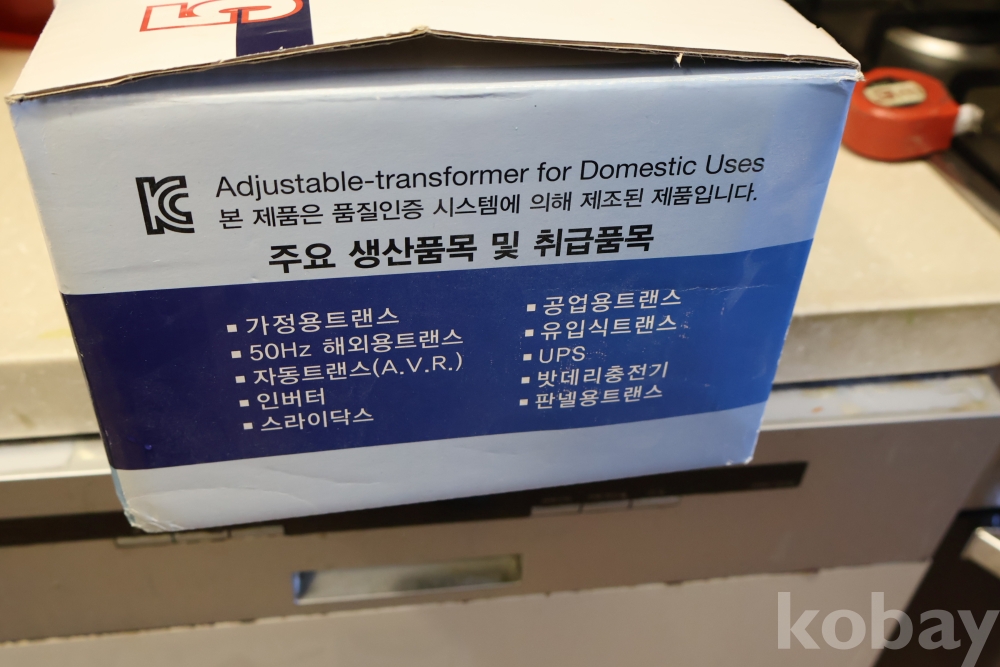 KC Adjustable-transformer for Domestic Uses
본 제품은 품질인증 시스템에 의해 제조된 제품입니다.
주요 생산품목 및 취급품목
▪ 가정용트랜스
▪ 50Hz 해외용트랜스
▪ 자동트랜스(A.V.R.)
▪ 인버터
▪ 스라이닥스
▪ 공업용트랜스
▪ 유입식트랜스
▪ UPS
▪ 밧데리충전기
▪ 판넬용트랜스
kobay